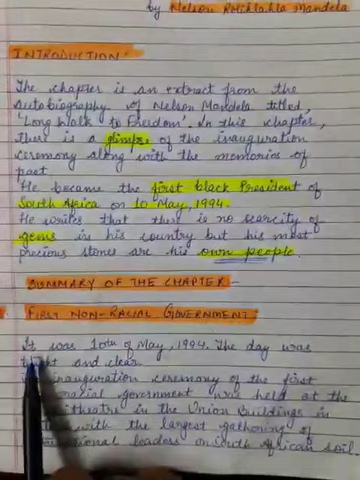 by Nelson Rolihlahla Mandela
INTRODUCTION-
The chapter is an extract from the
autobiography of Nelson Mandela titled,
'Long walk to Freedom'. In this chapter,
There is a glimpse of the inauguration
ceremony along with the memories of
past
He became the first black President of
South Africa on 10 May, 1994.
He writes that there is no scarcity of
gems in his country but his most
precious stones are his own people.
SUMMARY OF THE CHAPTER-
FIRST NON-RACIAL GOVERNMENT-
It was 10th of May, 1994. The day was
and clear.
inauguration ceremony of the first
government was held at the
in the Union Buildings in
with the largest gathering of
leaders on South African soil.